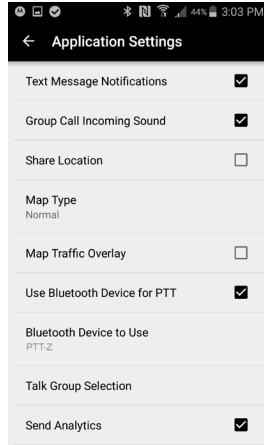 44% 3:03 PM
Application Settings
Text Message Notifications
Group Call Incoming Sound
Share Location
Map Type
Normal
Map Traffic Overlay
Use Bluetooth Device for PTT
Bluetooth Device to Use
PTT-Z
Talk Group Selection
Send Analytics